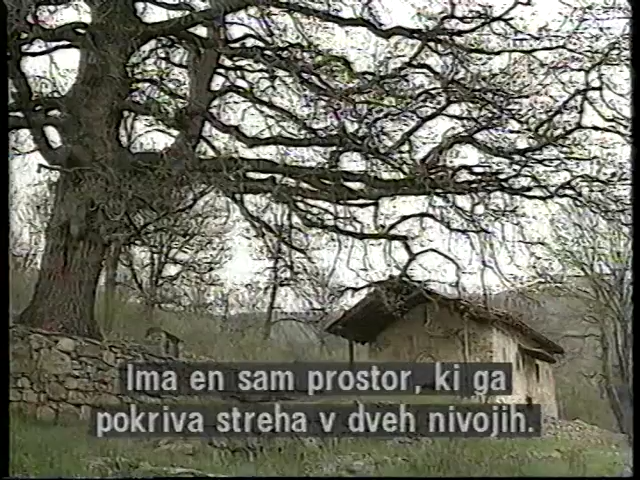 Ima en sam prostor, ki ga
pokriva streha v dveh nivojih.